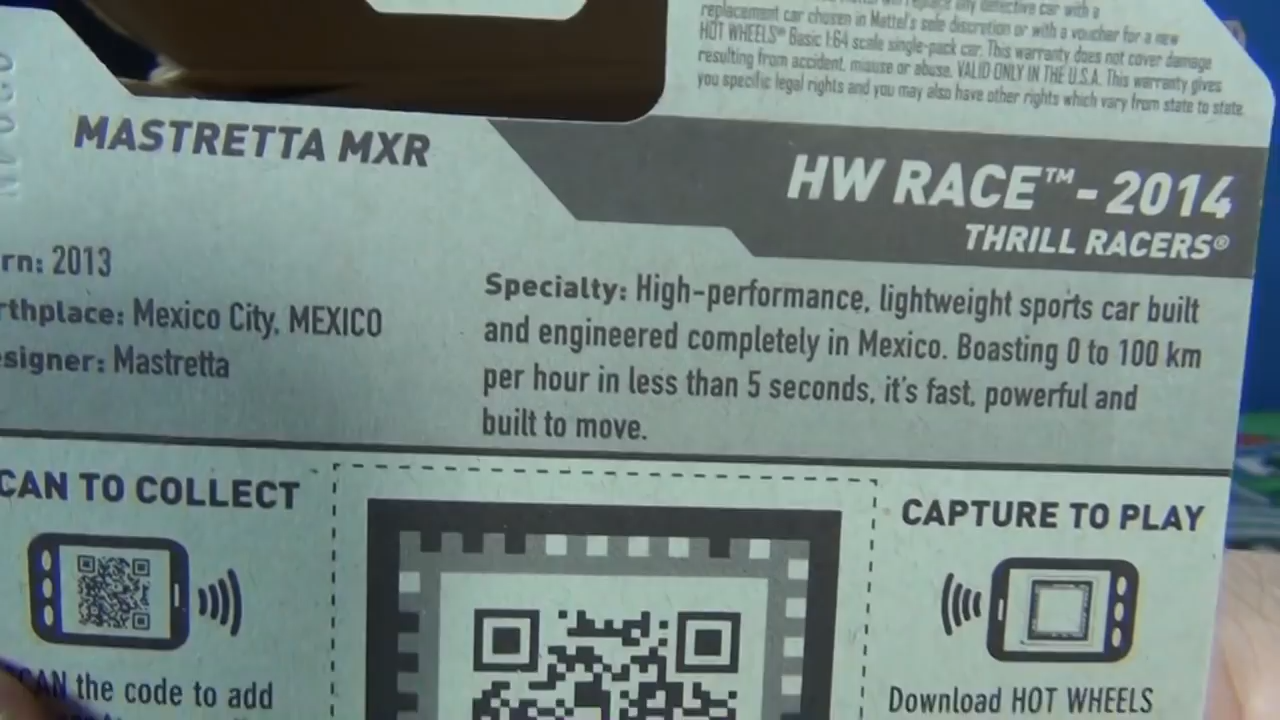 any defective car with a
replacement car chosen in Mattel's sole discretion or with a voucher for a new
HOT WHEELS® Basic 1:64 scale single-pack car. This warranty does not cover damage
resulting from accident, misuse or abuse. VALID ONLY IN THE U.S.A. This warranty gives
you specific legal rights and you may also have other rights which vary from state to state.
MASTRETTA MXR
HW RACE™ - 2014
THRILL RACERS®
rn: 2013
rthplace: Mexico City, MEXICO
signer: Mastretta
Specialty: High-performance, lightweight sports car built
and engineered completely in Mexico. Boasting 0 to 100 km
per hour in less than 5 seconds, it's fast, powerful and
built to move.
CAN TO COLLECT
CAN the code to add
CAPTURE TO PLAY
Download HOT WHEELS